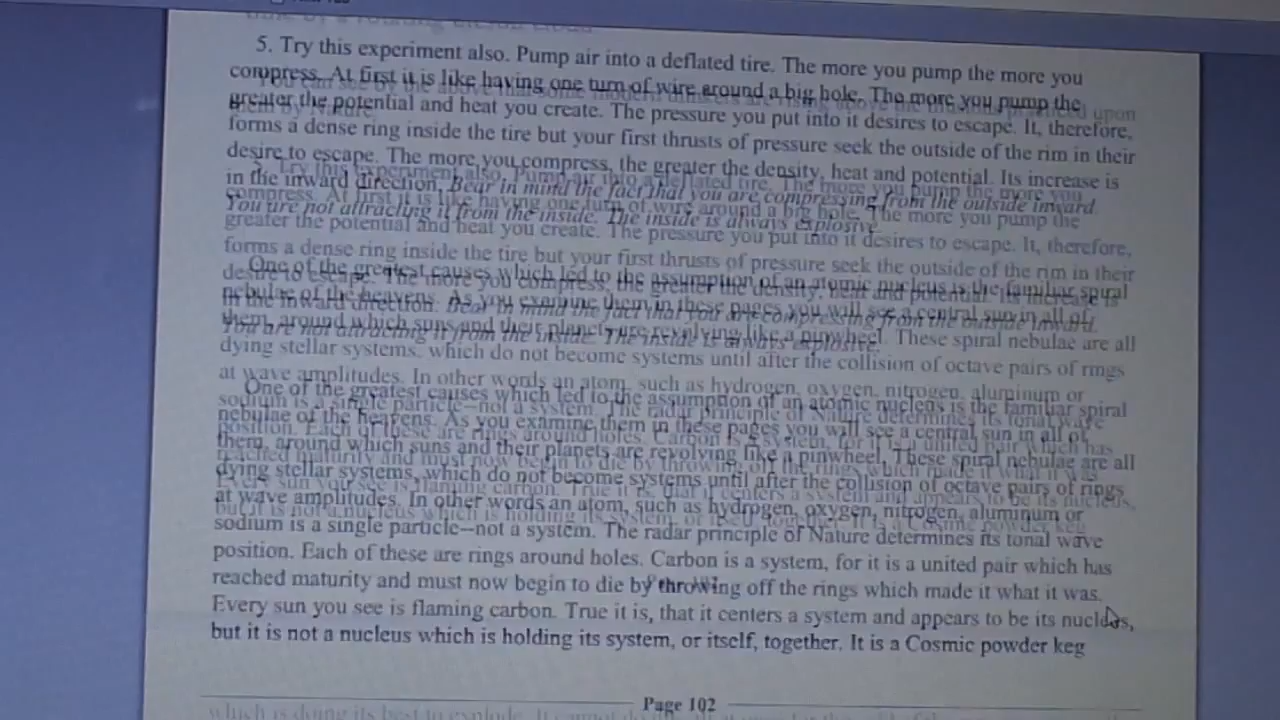 5. Try this experiment also. Pump air into a deflated tire. The more you pump the more you
compress. At first it is like having one turn of wire around a big hole. The more you pump the
greater the potential and heat you create. The pressure you put into it desires to escape. It, therefore,
forms a dense ring inside the tire but your first thrusts of pressure seek the outside of the rim in their
desire to escape. The more you compress, the greater the density, heat and potential. Its increase is
in the inward direction. Bear in mind the fact that you are compressing from the outside inward.
You are not attracting it from the inside. The inside is always explosive.
One of the greatest causes which led to the assumption of an atomic nucleus is the familiar spiral
nebulae of the heavens. As you examine them in these pages you will see a central sun in all of
them, around which suns and their planets are revolving like a pinwheel. These spiral nebulae are all
dying stellar systems, which do not become systems until after the collision of octave pairs of rings
at wave amplitudes. In other words an atom, such as hydrogen, oxygen, nitrogen, aluminum or
sodium is a single particle—not a system. The radar principle of Nature determines its tonal wave
position. Each of these are rings around holes. Carbon is a system, for it is a united pair which has
reached maturity and must now begin to die by throwing off the rings which made it what it was.
Every sun you see is flaming carbon. True it is, that it centers a system and appears to be its nucleus,
but it is not a nucleus which is holding its system, or itself, together. It is a Cosmic powder keg
Page 102